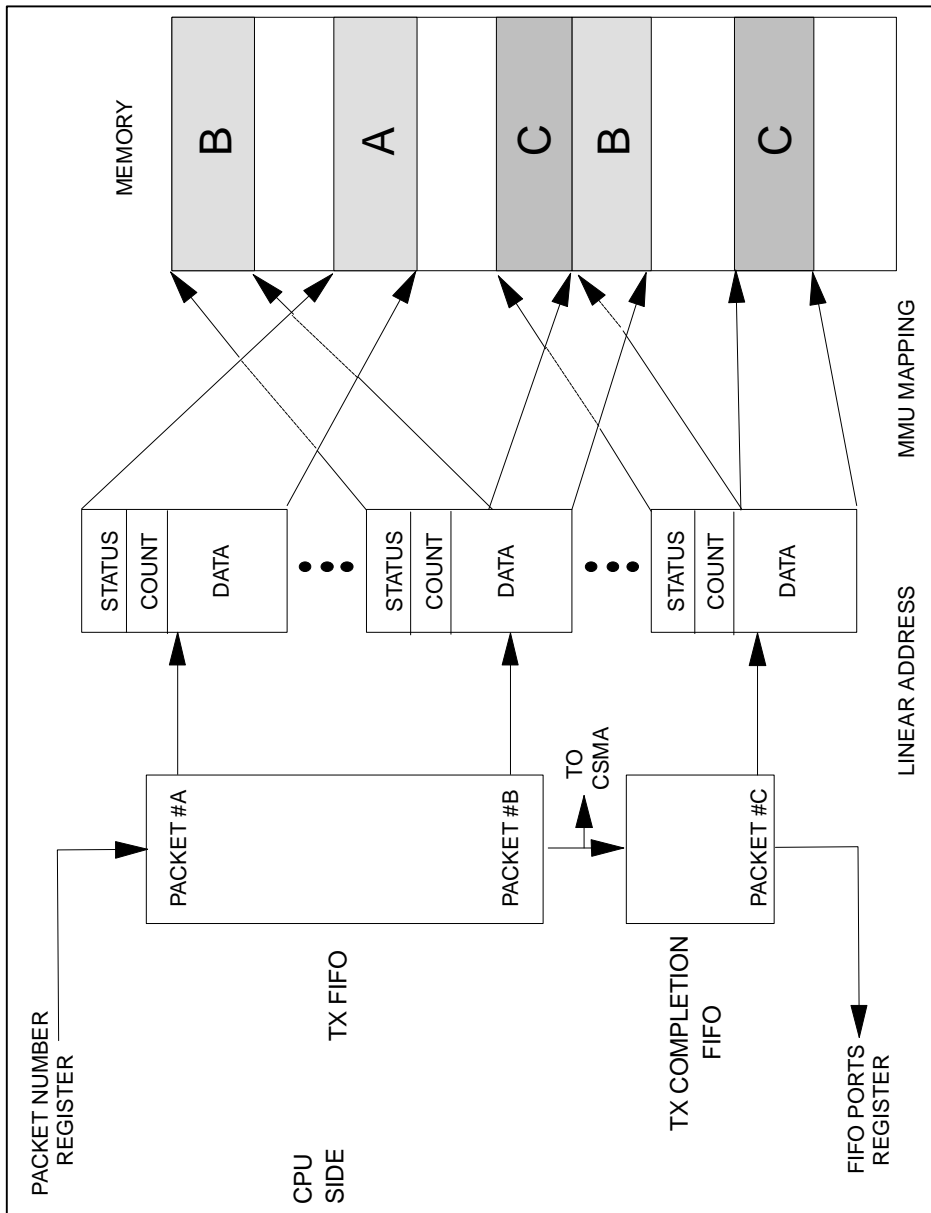 PACKET NUMBER
REGISTER
CPU
SIDE
TX FIFO
PACKET #A
PACKET #B
TO
CSMA
TX COMPLETION
FIFO
PACKET #C
FIFO PORTS
REGISTER
STATUS
COUNT
DATA
STATUS
COUNT
DATA
STATUS
COUNT
DATA
LINEAR ADDRESS
MMU MAPPING
MEMORY
B
A
C
B
C